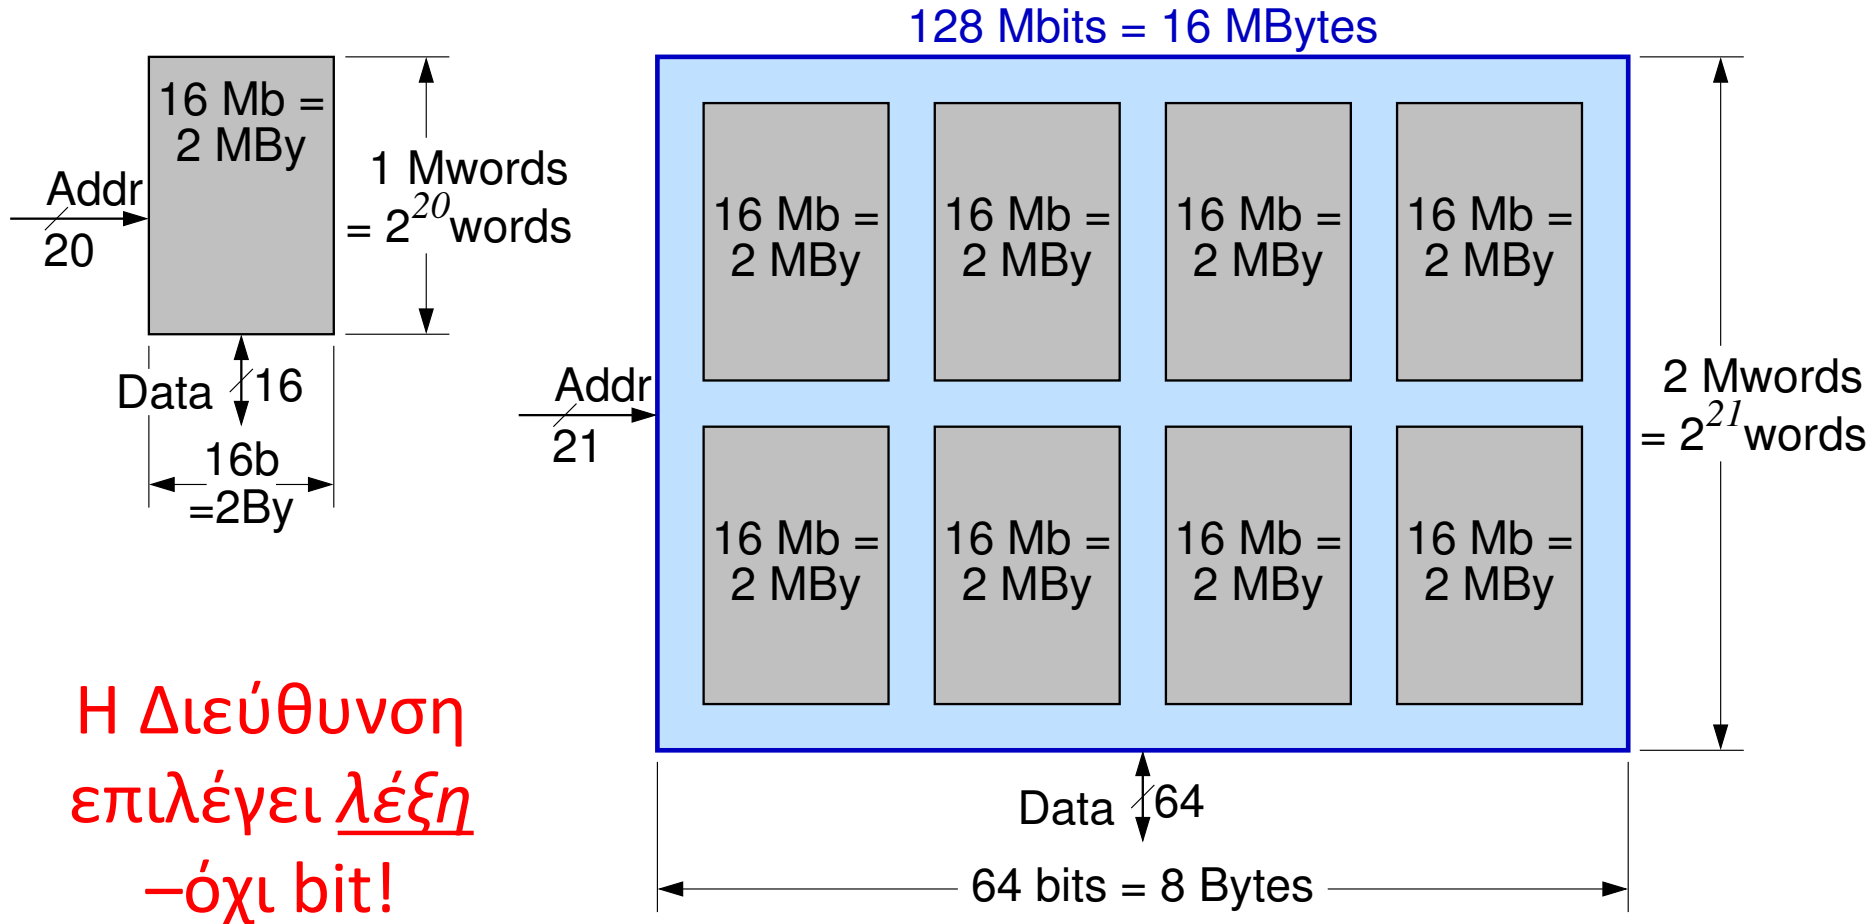 16 Mb =
2 MBy
Addr
20
1 Mwords
= 2^20 words
Data 16
16b
=2By
128 Mbits = 16 MBytes
16 Mb =
2 MBy
16 Mb =
2 MBy
16 Mb =
2 MBy
16 Mb =
2 MBy
Addr
21
16 Mb =
2 MBy
16 Mb =
2 MBy
16 Mb =
2 MBy
16 Mb =
2 MBy
2 Mwords
= 2^21 words
Data 64
64 bits = 8 Bytes
Η Διεύθυνση
επιλέγει λέξη
–όχι bit!